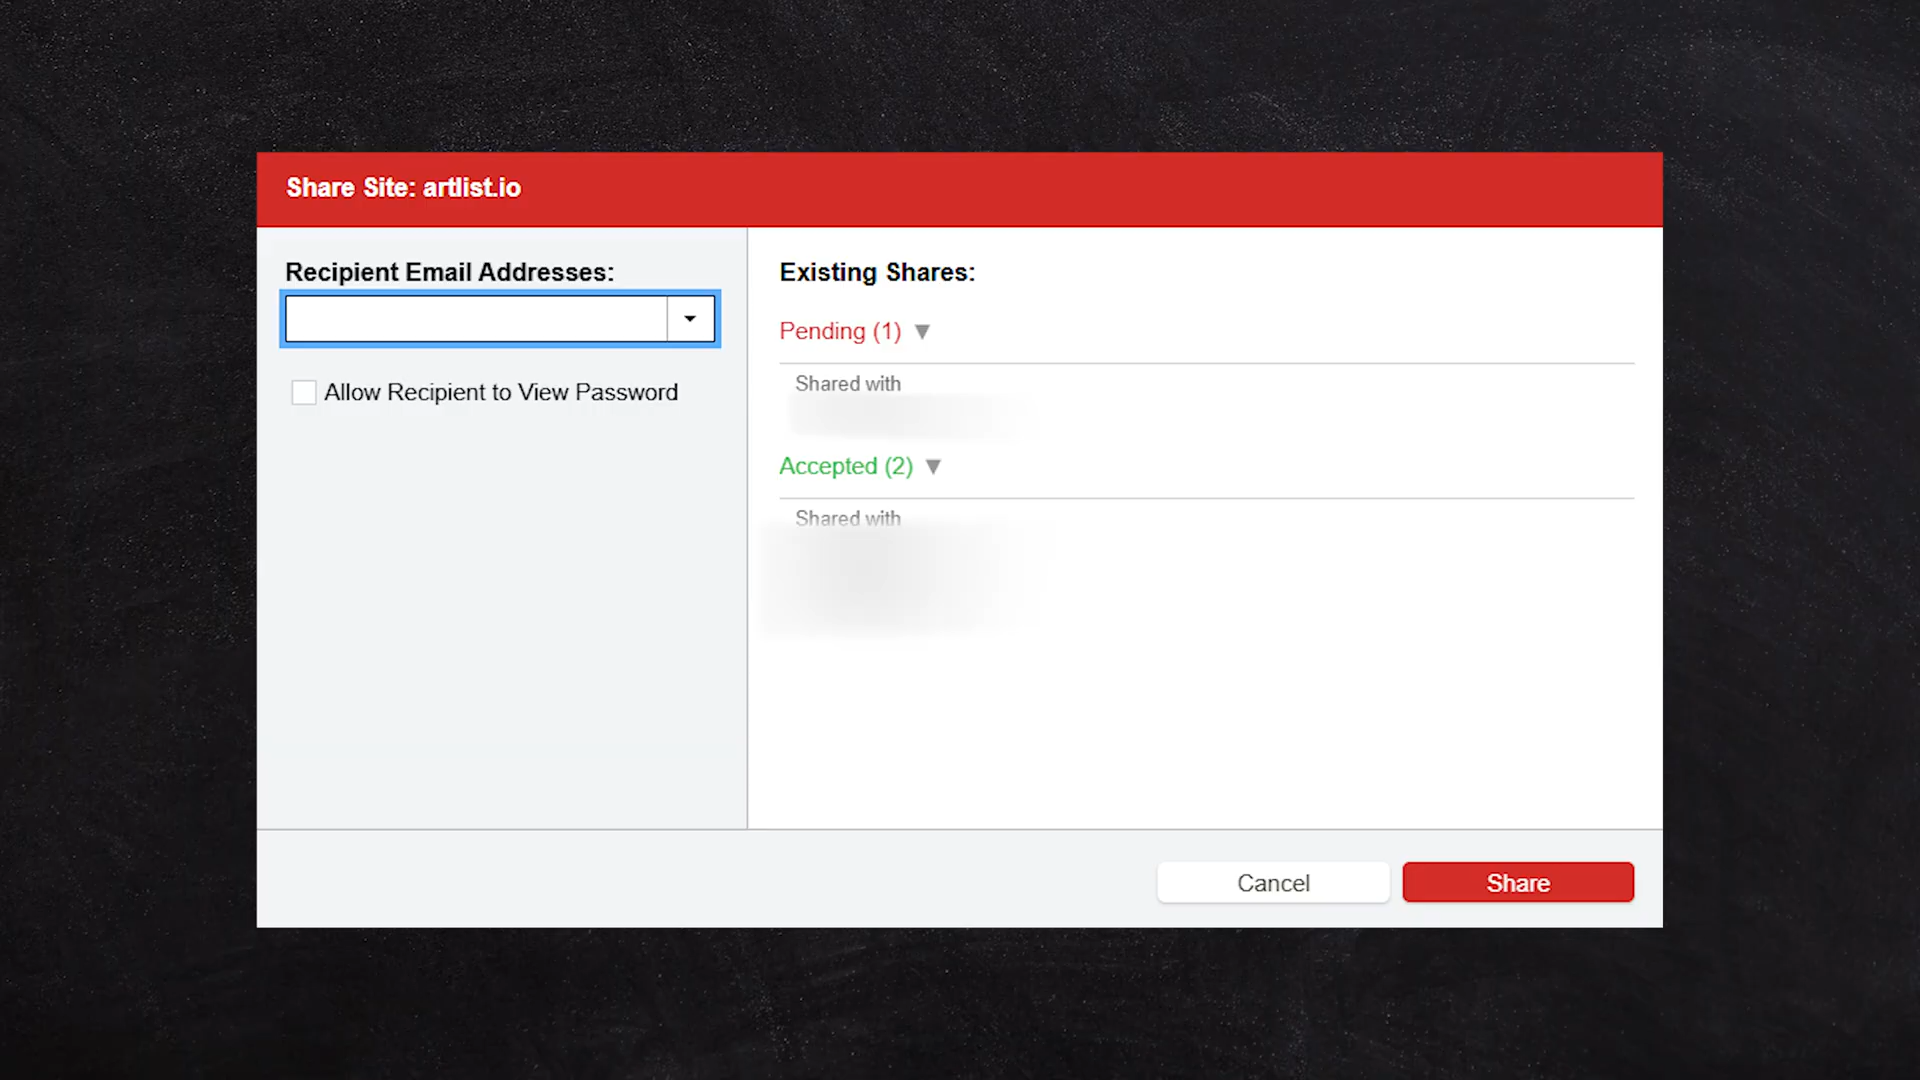 Share Site: artlist.io
Recipient Email Addresses:
Allow Recipient to View Password
Existing Shares:
Pending (1)
Shared with
Accepted (2)
Shared with
Cancel
Share